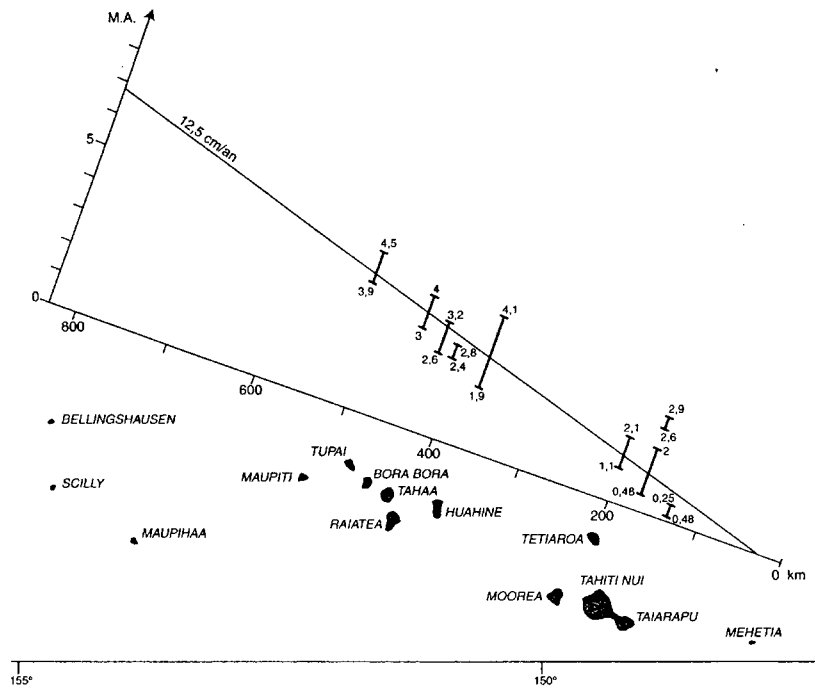 M.A.
12,5 cm/an
5
4,5
3,9
4
3
3,2
2,6
2,8
2,4
4,1
1,9
0
800
600
400
200
0 km
2,9
2,6
2,1
1,1
2
0,48
0,25
0,48
BELLINGSHAUSEN
TUPAI
MAUPITI
BORA BORA
SCILLY
TAHAA
RAIATEA
HUAHINE
MAUPIHAA
TETIAROA
TAHITI NUI
MOOREA
TAIARAPU
MEHETIA
155°
150°